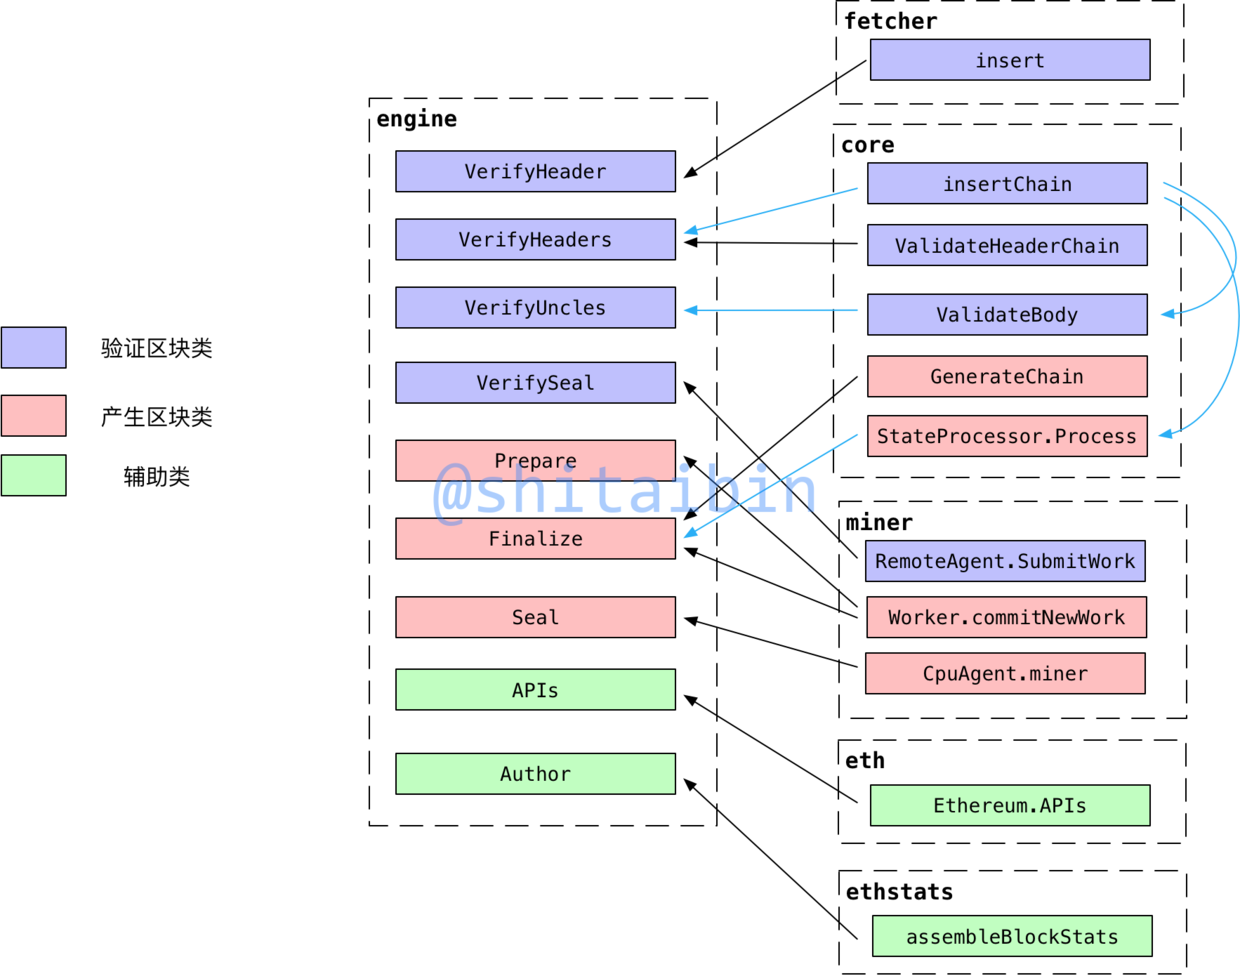 验证区块类
产生区块类
辅助类
engine
VerifyHeader
VerifyHeaders
VerifyUncles
VerifySeal
Prepare
Finalize
Seal
APIs
Author
@shitaibin
fetcher
insert
core
insertChain
ValidateHeaderChain
ValidateBody
GenerateChain
StateProcessor.Process
miner
RemoteAgent.SubmitWork
Worker.commitNewWork
CpuAgent.miner
eth
Ethereum.APIs
ethstats
assembleBlockStats